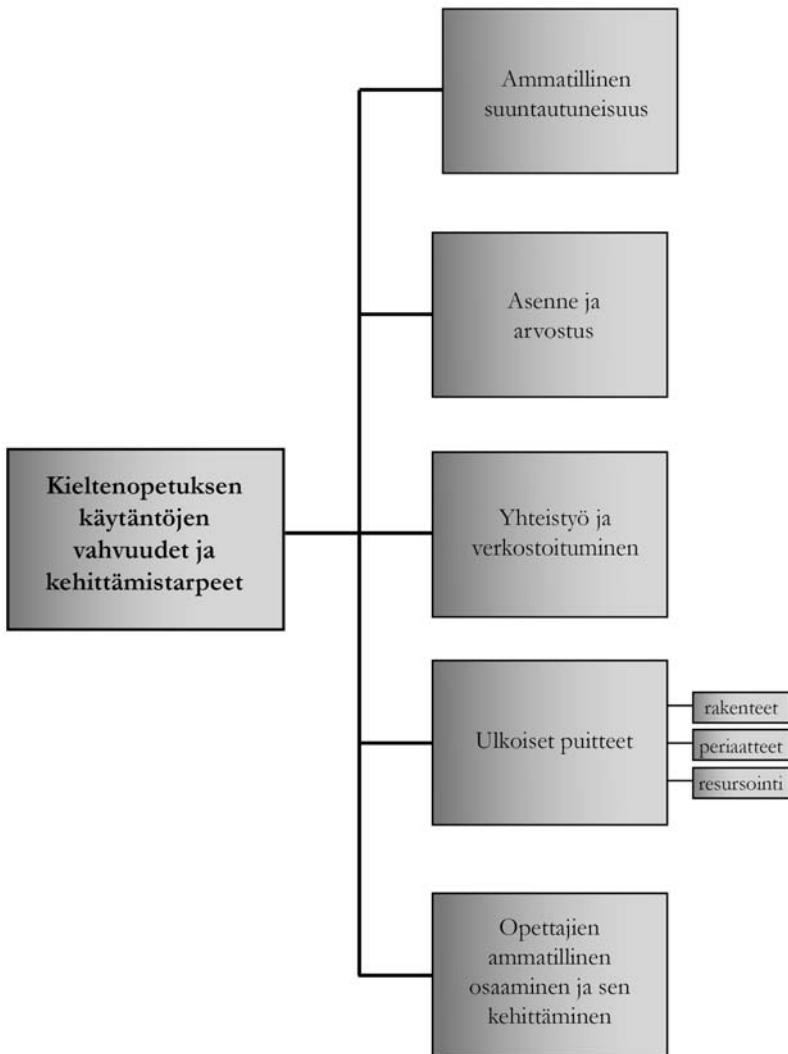 Ammatillinen
suuntautuneisuus
Asenne ja
arvostus
Kieltenopetuksen
käytäntöjen
vahvuudet ja
kehittämistarpeet
Yhteistyö ja
verkostoituminen
Ulkoiset puitteet
rakenteet
periaatteet
resursointi
Opettajien
ammatillinen
osaaminen ja sen
kehittäminen